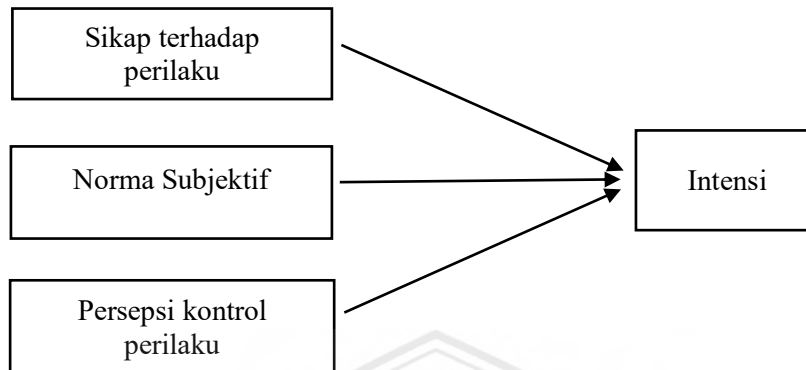 Sikap terhadap
perilaku
Norma Subjektif
Intensi
Persepsi kontrol
perilaku